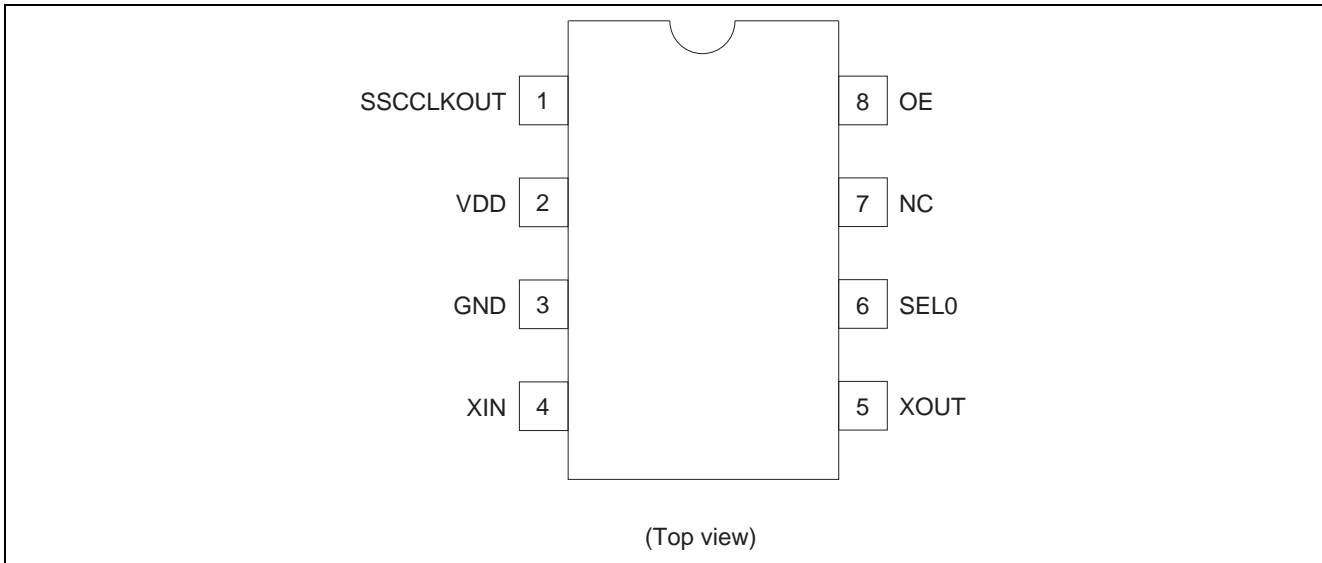 SSCCLKOUT 1 8 OE
VDD 2 7 NC
GND 3 6 SEL0
XIN 4 5 XOUT
(Top view)